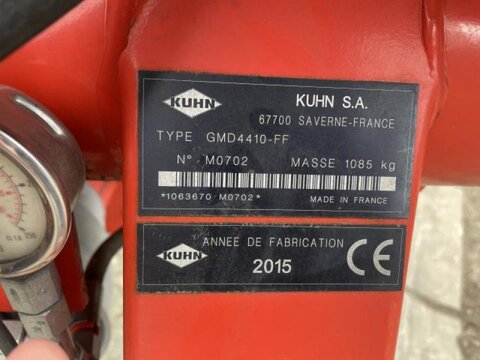 KUHN
KUHN S.A.
67700 SAVERNE-FRANCE
TYPE GMD4410-FF
N° M0702 MASSE 1085 kg
*1063670 M0702*
MADE IN FRANCE
KUHN
ANNEE DE FABRICATION
2015
CE
250